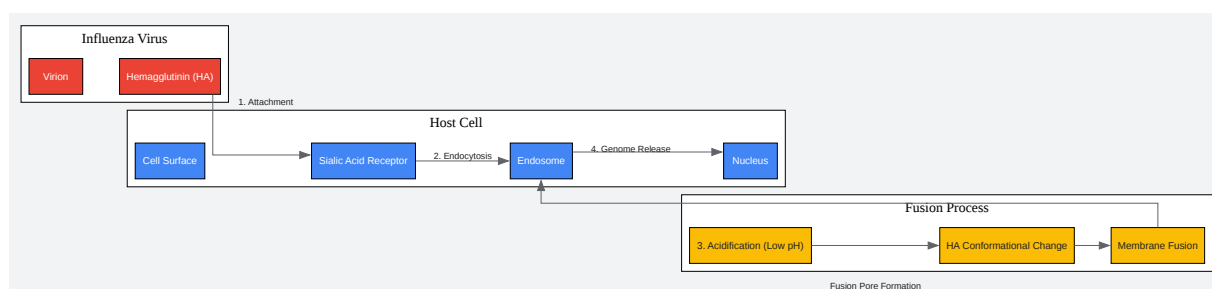 Influenza Virus
Virion
Hemagglutinin (HA)
1. Attachment
Host Cell
Cell Surface
Sialic Acid Receptor
2. Endocytosis
Endosome
4. Genome Release
Nucleus
Fusion Process
3. Acidification (Low pH)
HA Conformational Change
Membrane Fusion
Fusion Pore Formation